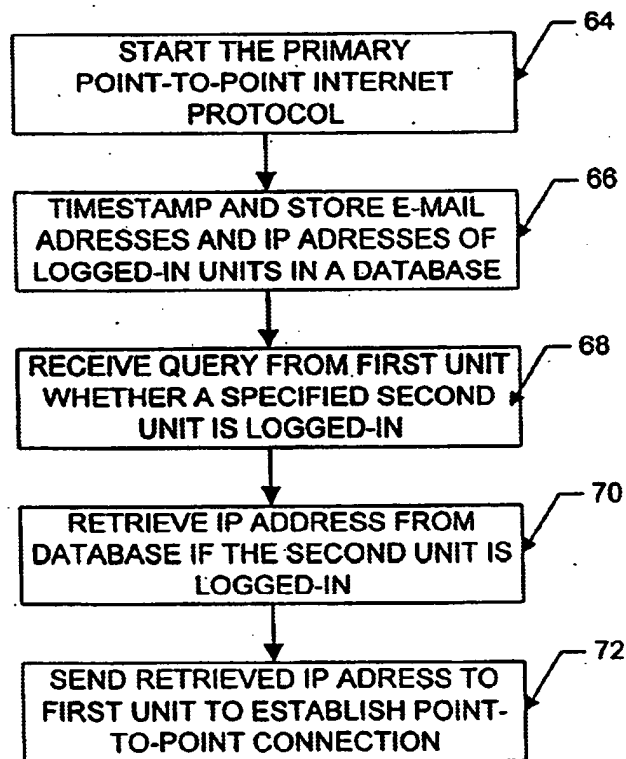 64
START THE PRIMARY
POINT-TO-POINT INTERNET
PROTOCOL
66
TIMESTAMP AND STORE E-MAIL
ADRESSES AND IP ADRESSES OF
LOGGED-IN UNITS IN A DATABASE
68
RECEIVE QUERY FROM FIRST UNIT
WHETHER A SPECIFIED SECOND
UNIT IS LOGGED-IN
70
RETRIEVE IP ADDRESS FROM
DATABASE IF THE SECOND UNIT IS
LOGGED-IN
72
SEND RETRIEVED IP ADRESS TO
FIRST UNIT TO ESTABLISH POINT-
TO-POINT CONNECTION